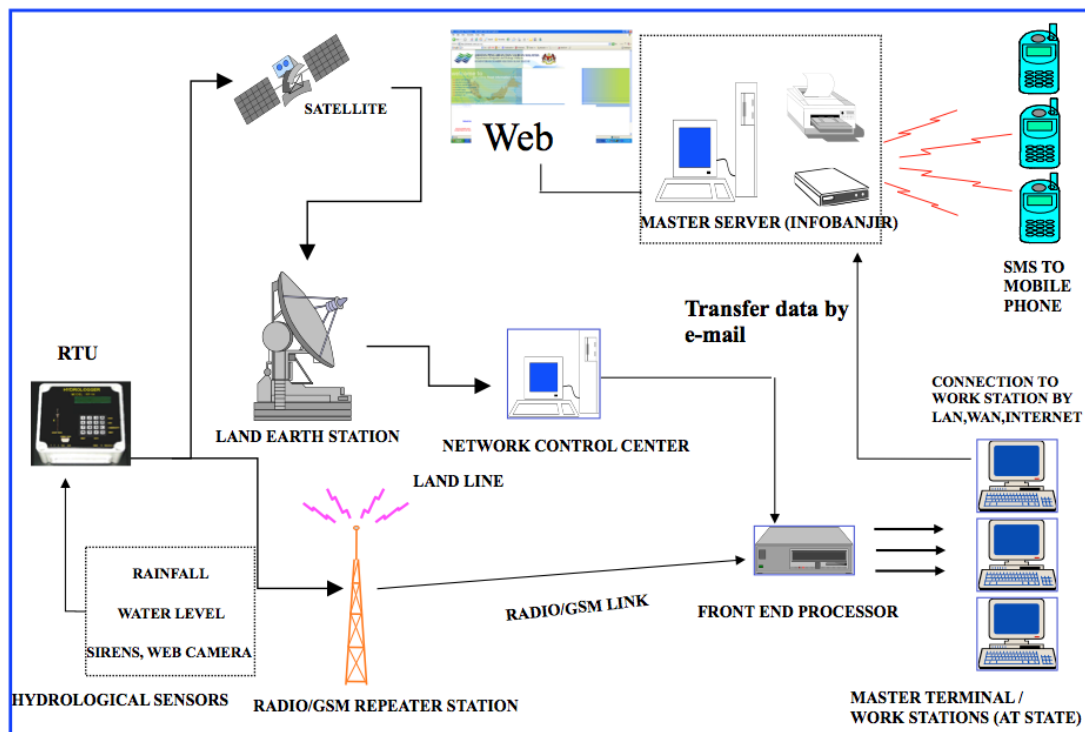 SATELLITE
Web
MASTER SERVER (INFOBANJIR)
SMS TO
MOBILE
PHONE
Transfer data by
e-mail
RTU
LAND EARTH STATION
NETWORK CONTROL CENTER
CONNECTION TO
WORK STATION BY
LAN,WAN,INTERNET
LAND LINE
RAINFALL
WATER LEVEL
SIRENS, WEB CAMERA
HYDROLOGICAL SENSORS
RADIO/GSM REPEATER STATION
RADIO/GSM LINK
FRONT END PROCESSOR
MASTER TERMINAL /
WORK STATIONS (AT STATE)